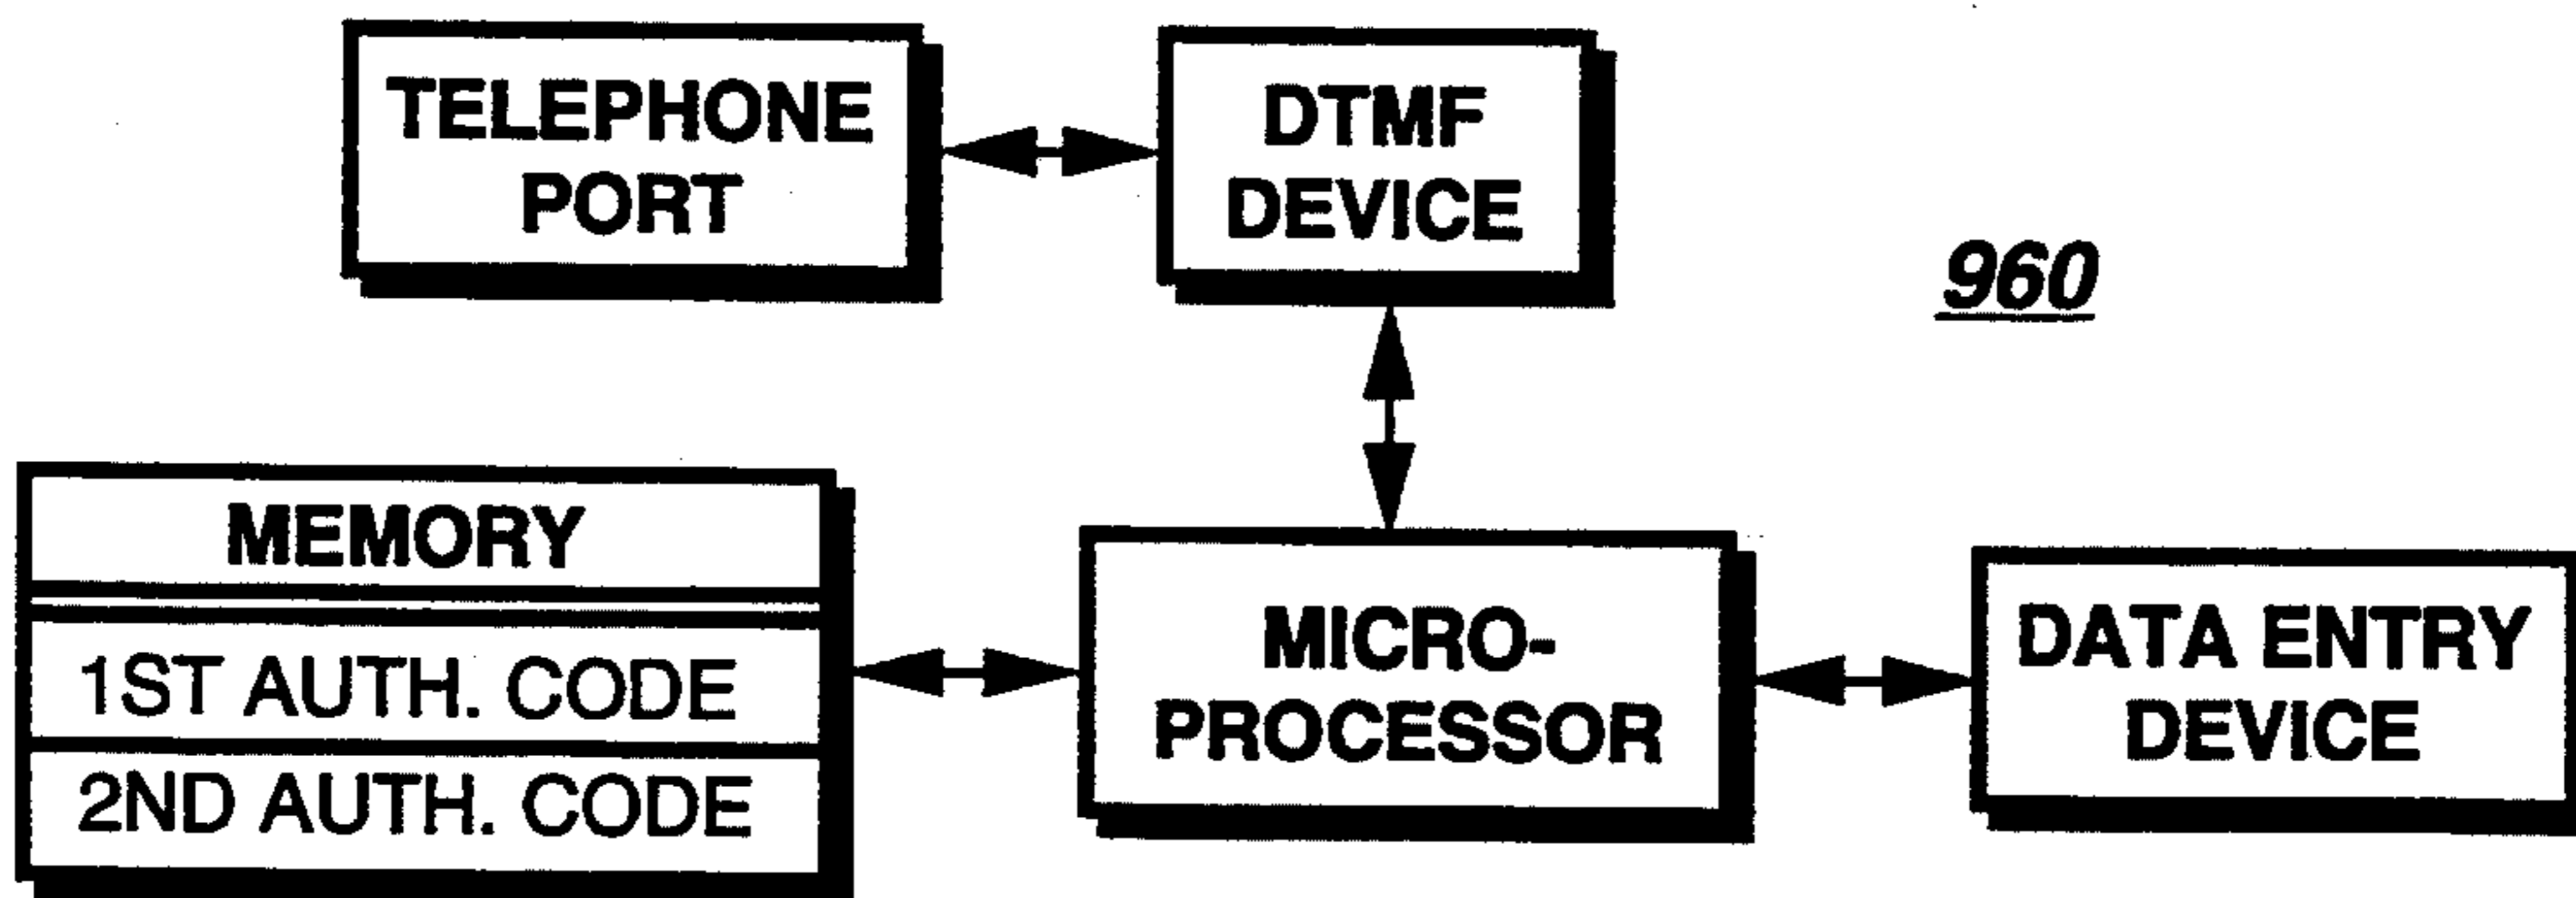 TELEPHONE
PORT
DTMF
DEVICE
960
MEMORY
1ST AUTH. CODE
2ND AUTH. CODE
MICRO-
PROCESSOR
DATA ENTRY
DEVICE